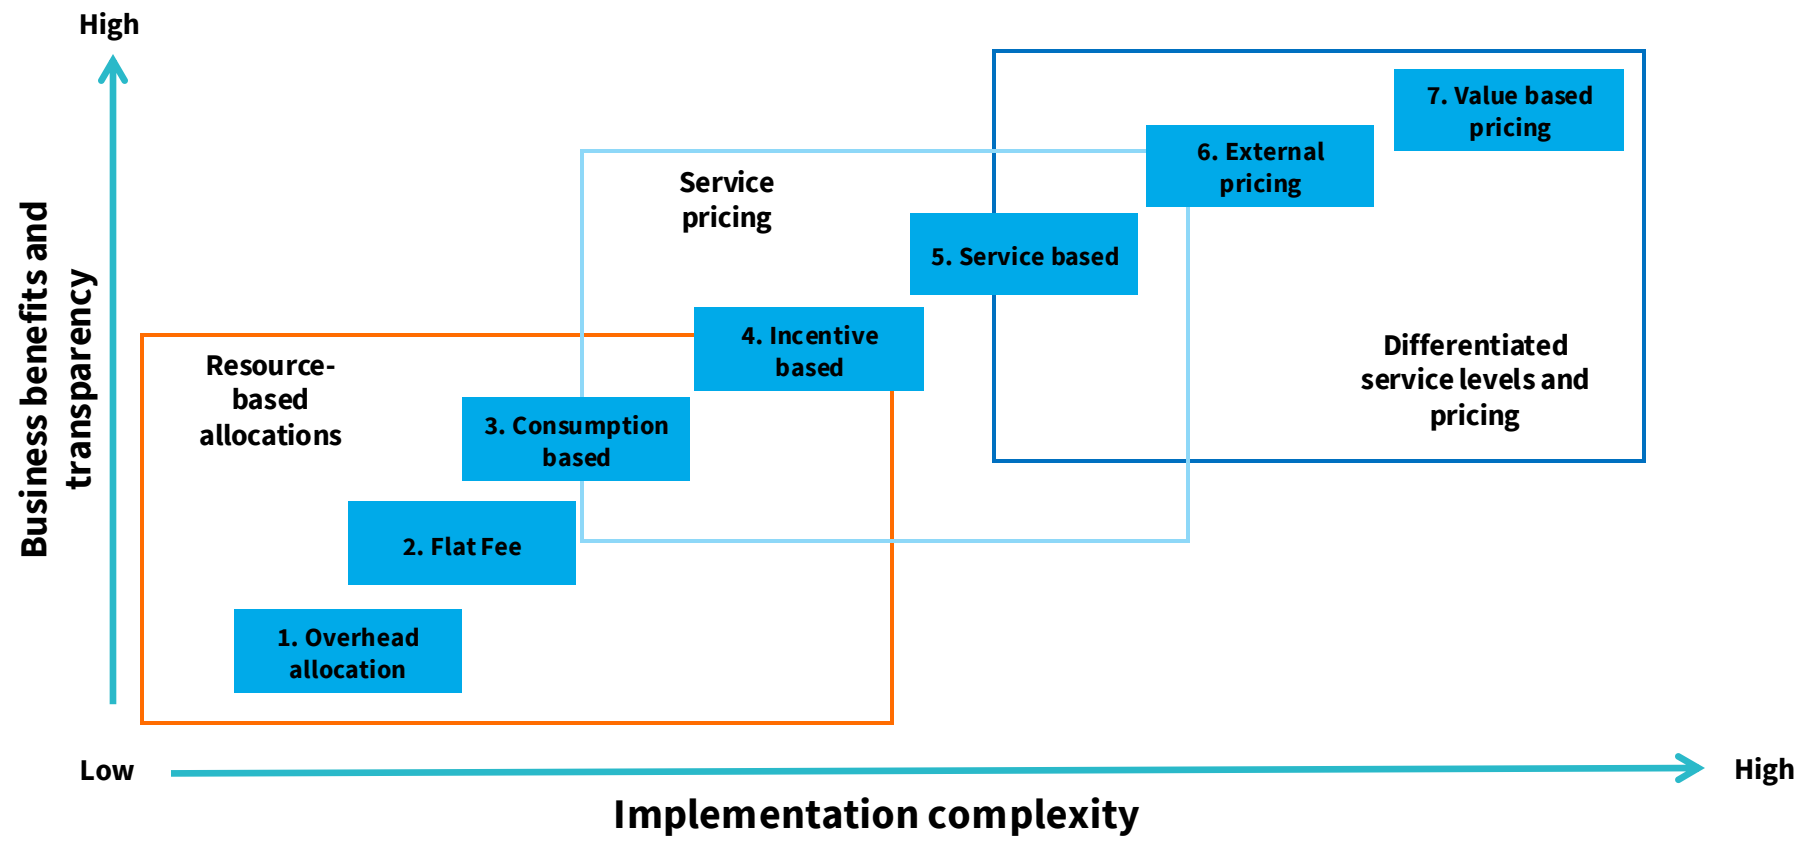 High
Business benefits and
transparency
7. Value based
pricing
6. External
pricing
Service
pricing
5. Service based
4. Incentive
based
Differentiated
service levels and
pricing
Resource-
based
allocations
3. Consumption
based
2. Flat Fee
1. Overhead
allocation
Low
High
Implementation complexity